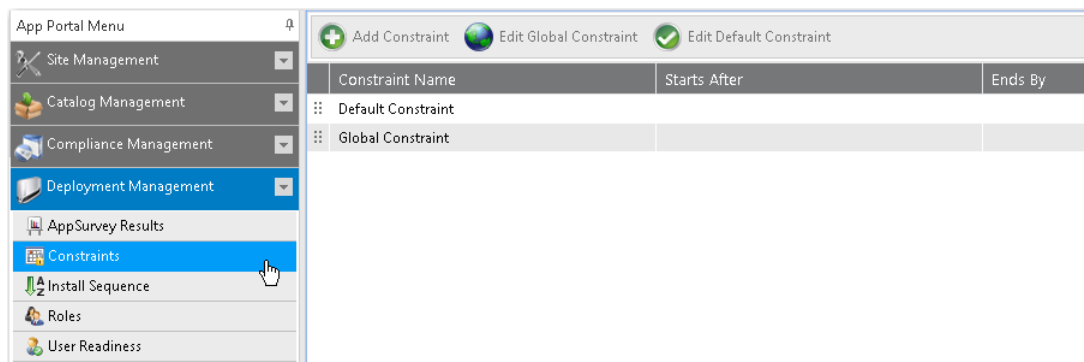 App Portal Menu
Site Management
Catalog Management
Compliance Management
Deployment Management
AppSurvey Results
Constraints
Install Sequence
Roles
User Readiness
Add Constraint Edit Global Constraint Edit Default Constraint
Constraint Name Starts After Ends By
Default Constraint
Global Constraint